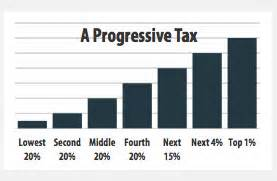 A Progressive Tax
Lowest Second Middle Fourth Next Next 4% Top 1%
20% 20% 20% 20% 15%